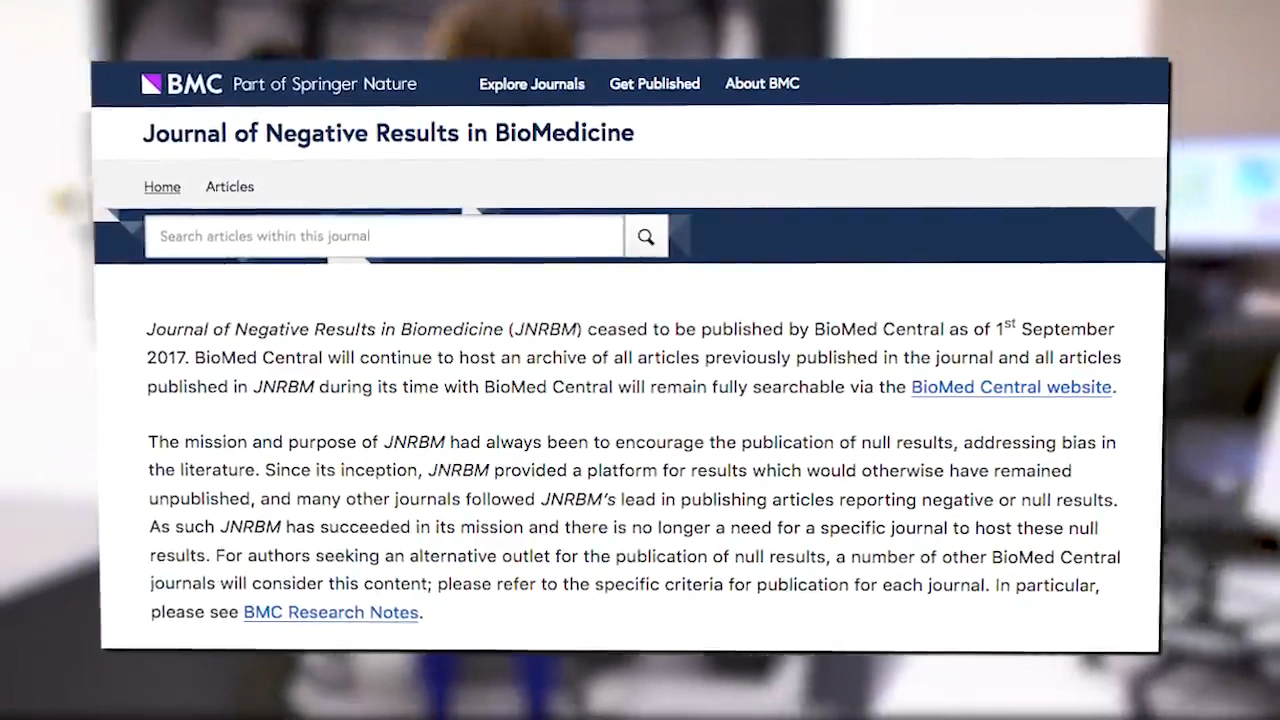 BMC Part of Springer Nature Explore Journals Get Published About BMC
Journal of Negative Results in BioMedicine
Home Articles
Search articles within this journal
Journal of Negative Results in Biomedicine (JNRBM) ceased to be published by BioMed Central as of 1st September
2017. BioMed Central will continue to host an archive of all articles previously published in the journal and all articles
published in JNRBM during its time with BioMed Central will remain fully searchable via the BioMed Central website.
The mission and purpose of JNRBM had always been to encourage the publication of null results, addressing bias in
the literature. Since its inception, JNRBM provided a platform for results which would otherwise have remained
unpublished, and many other journals followed JNRBM's lead in publishing articles reporting negative or null results.
As such JNRBM has succeeded in its mission and there is no longer a need for a specific journal to host these null
results. For authors seeking an alternative outlet for the publication of null results, a number of other BioMed Central
journals will consider this content; please refer to the specific criteria for publication for each journal. In particular,
please see BMC Research Notes.